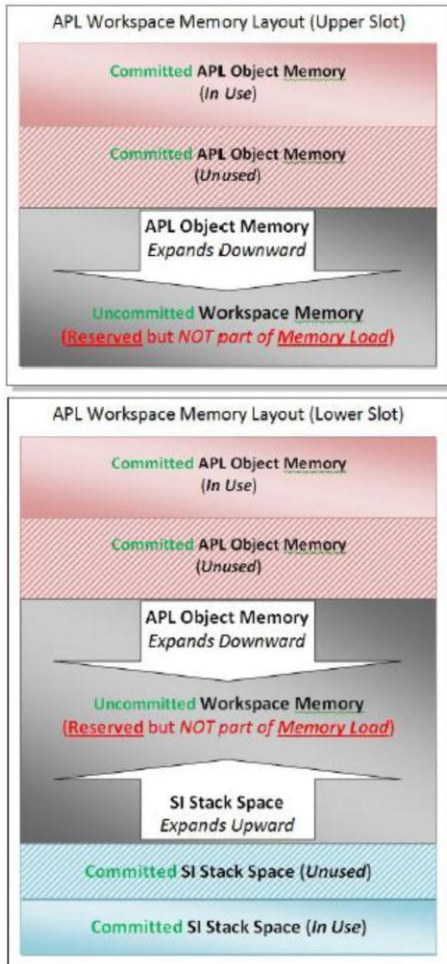 APL Workspace Memory Layout (Upper Slot)
Committed APL Object Memory
(In Use)
Committed APL Object Memory
(Unused)
APL Object Memory
Expands Downward
Uncommitted Workspace Memory
(Reserved but NOT part of Memory Load)
APL Workspace Memory Layout (Lower Slot)
Committed APL Object Memory
(In Use)
Committed APL Object Memory
(Unused)
APL Object Memory
Expands Downward
Uncommitted Workspace Memory
(Reserved but NOT part of Memory Load)
SI Stack Space
Expands Upward
Committed SI Stack Space (Unused)
Committed SI Stack Space (In Use)